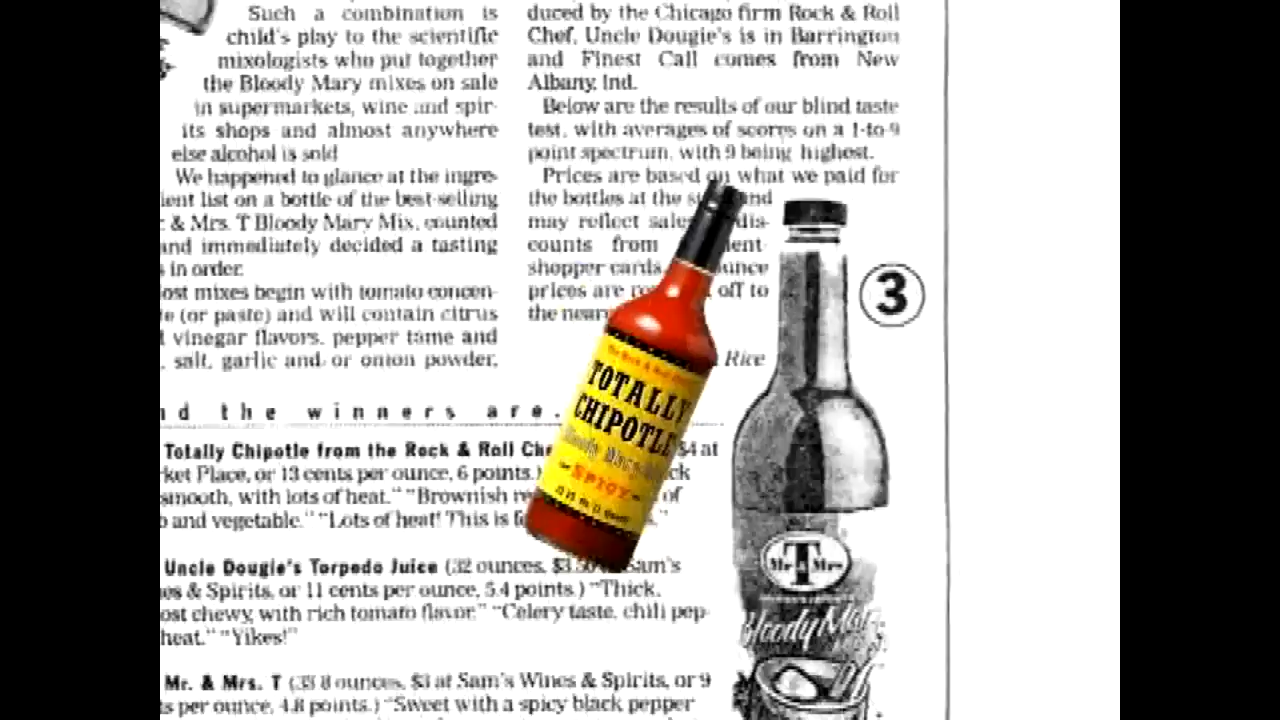 Such a combination is
child's play to the scientific
mixologists who put together
the Bloody Mary mixes on sale
in supermarkets, wine and spir-
its shops and almost anywhere
else alcohol is sold
We happened to glance at the ingre-
ient list on a bottle of the best-selling
& Mrs. T Bloody Mary Mix, counted
and immediately decided a tasting
s in order.
ost mixes begin with tomato concen-
e (or paste) and will contain citrus
vinegar flavors, pepper
salt, garlic and or onion powder,
duced by the Chicago firm Rock & Roll
Chef, Uncle Dougie's is in Barrington
and Finest Call comes from New
Albany, Ind.
Below are the results of our blind taste
test, with averages of scores on a 1-to-9
point spectrum, with 9 being highest.
Prices are based on what we paid for
the bottles at the and
may reflect sales dis-
counts from
shopper cards. ounce
prices are off to
the near
Rice
3
nd the winners are.
Totally Chipotle from the Rock & Roll Che $4 at
ket Place, or 13 cents per ounce, 6 points.)
smooth, with lots of heat." "Brownish of
and vegetable." "Lots of heat! This is
Uncle Dougie's Torpedo Juice (32 ounces, Sam's
es & Spirits, or 11 cents per ounce, 5.4 points.) "Thick,
ost chewy, with rich tomato flavor." "Celery taste, chili pep-
heat." "Yikes!"
Mr. & Mrs. T (33.8 ounces, $3 at Sam's Wines & Spirits, or 9
s per ounce, 4.8 points.) "Sweet with a spicy black pepper
TOTALLY
CHIPOTLE
Bloody Mary
SPICY
Mr & Mrs T
Bloody Mary